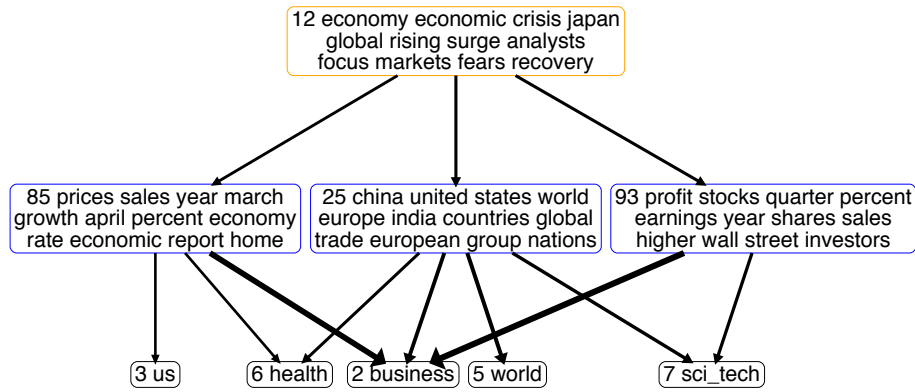 12 economy economic crisis japan
global rising surge analysts
focus markets fears recovery
85 prices sales year march
growth april percent economy
rate economic report home
25 china united states world
europe india countries global
trade european group nations
93 profit stocks quarter percent
earnings year shares sales
higher wall street investors
3 us
6 health
2 business
5 world
7 sci_tech